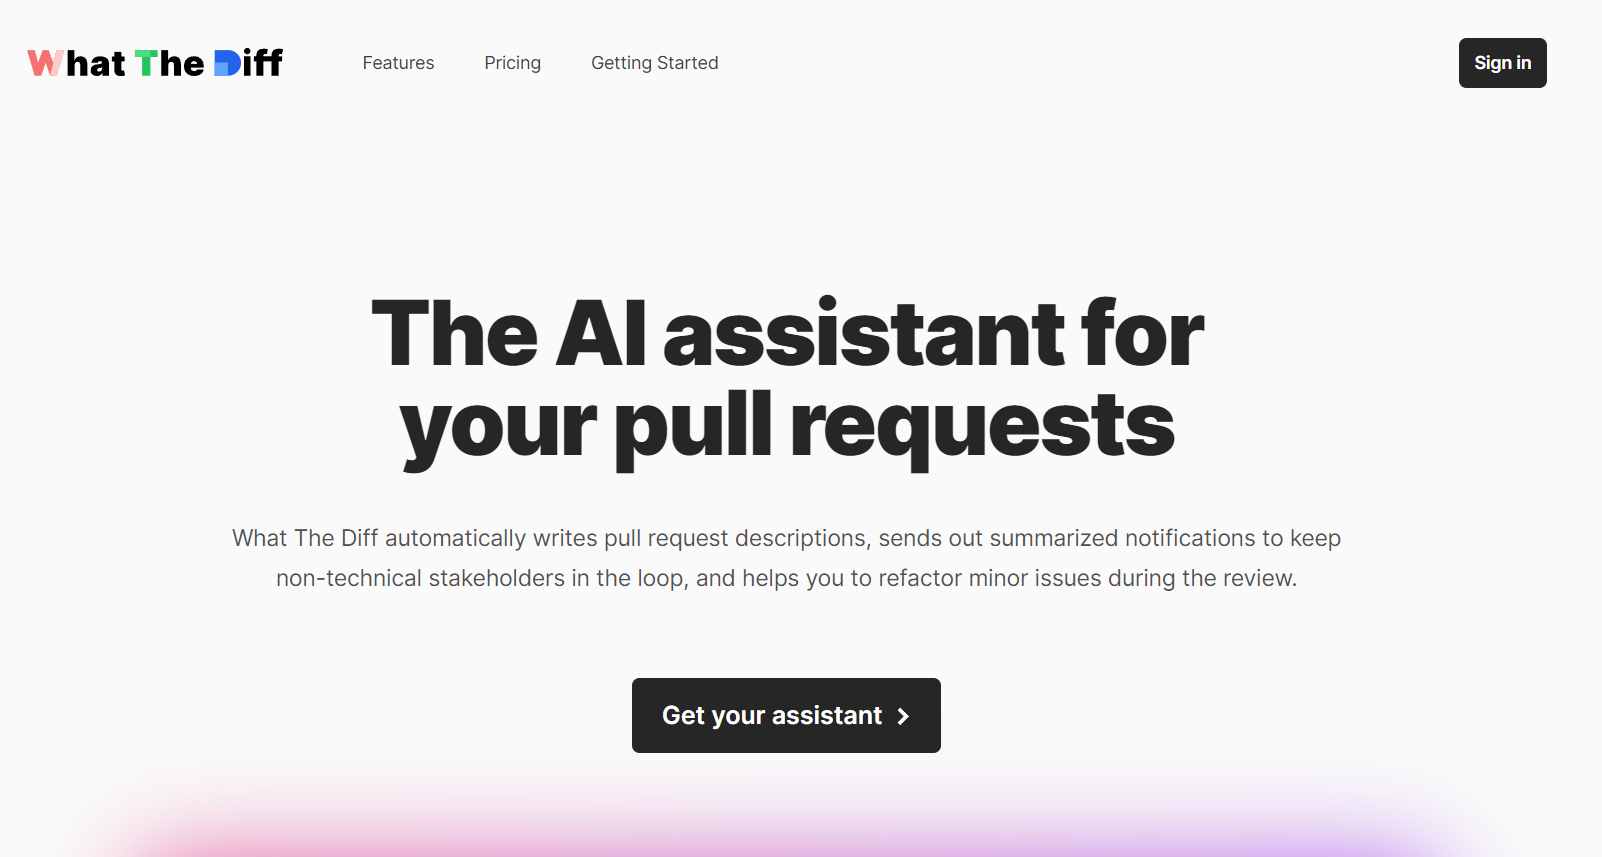 What The Diff
Features
Pricing
Getting Started
Sign in
The AI assistant for
your pull requests
What The Diff automatically writes pull request descriptions, sends out summarized notifications to keep
non-technical stakeholders in the loop, and helps you to refactor minor issues during the review.
Get your assistant